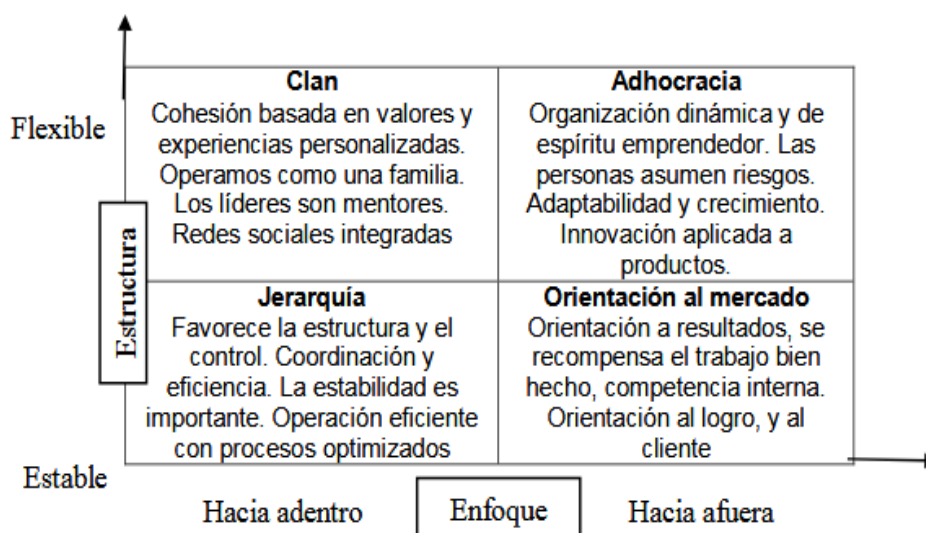 Flexible
Estructura
Estable
Clan
Cohesión basada en valores y
experiencias personalizadas.
Operamos como una familia.
Los líderes son mentores.
Redes sociales integradas
Adhocracia
Organización dinámica y de
espíritu emprendedor. Las
personas asumen riesgos.
Adaptabilidad y crecimiento.
Innovación aplicada a
productos.
Jerarquía
Favorece la estructura y el
control. Coordinación y
eficiencia. La estabilidad es
importante. Operación eficiente
con procesos optimizados
Orientación al mercado
Orientación a resultados, se
recompensa el trabajo bien
hecho, competencia interna.
Orientación al logro, y al
cliente
Hacia adentro
Enfoque
Hacia afuera